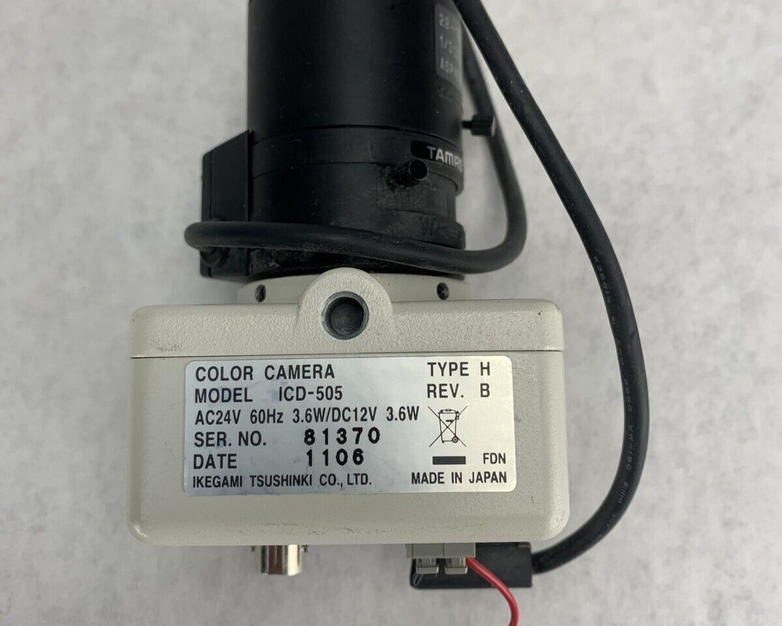 COLOR CAMERA TYPE H
MODEL ICD-505 REV. B
AC24V 60Hz 3.6W/DC12V 3.6W
SER. NO. 81370
DATE 1106 FDN
IKEGAMI TSUSHINKI CO., LTD. MADE IN JAPAN